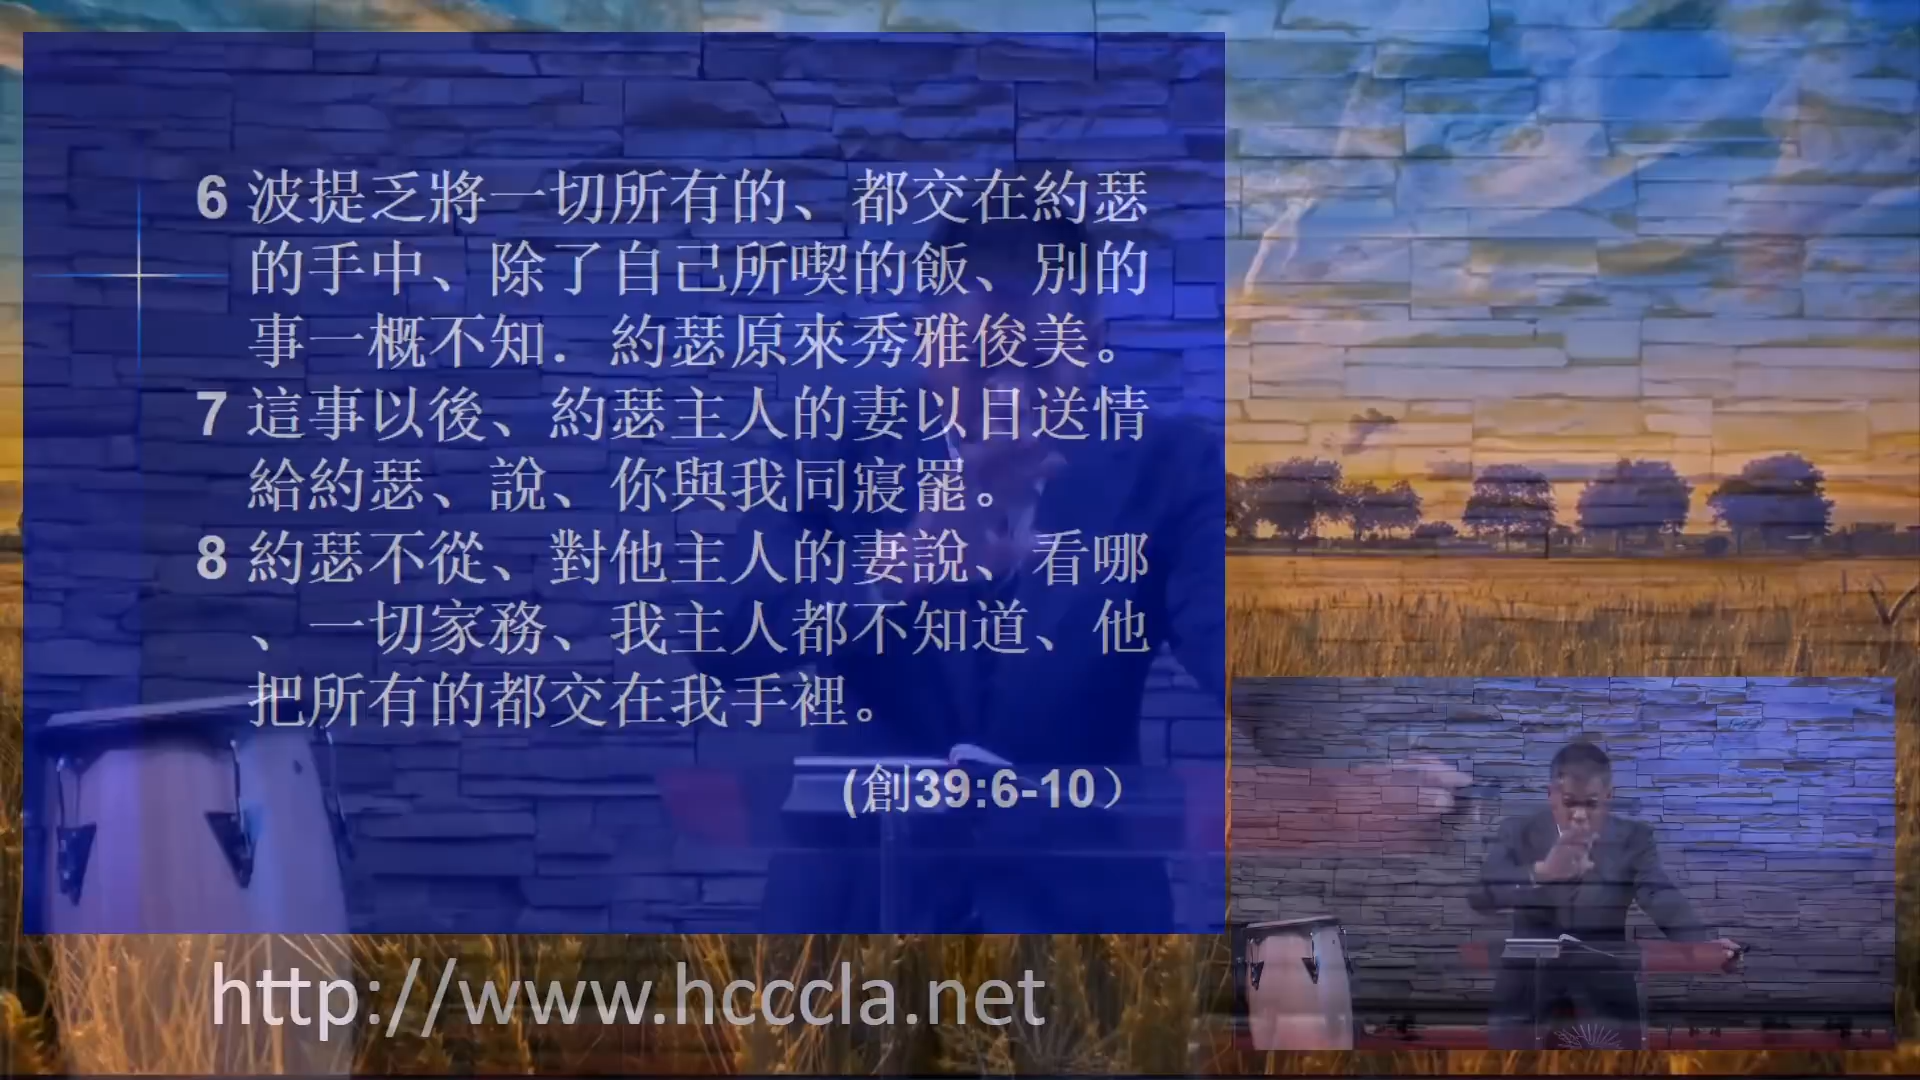 6 波提乏將一切所有的、都交在約瑟
的手中、除了自己所喫的飯、別的
事一概不知．約瑟原來秀雅俊美。
7 這事以後、約瑟主人的妻以目送情
給約瑟、說、你與我同寢罷。
8 約瑟不從、對他主人的妻說、看哪
、一切家務、我主人都不知道、他
把所有的都交在我手裡。
(創39:6-10）
http://www.hcccla.net